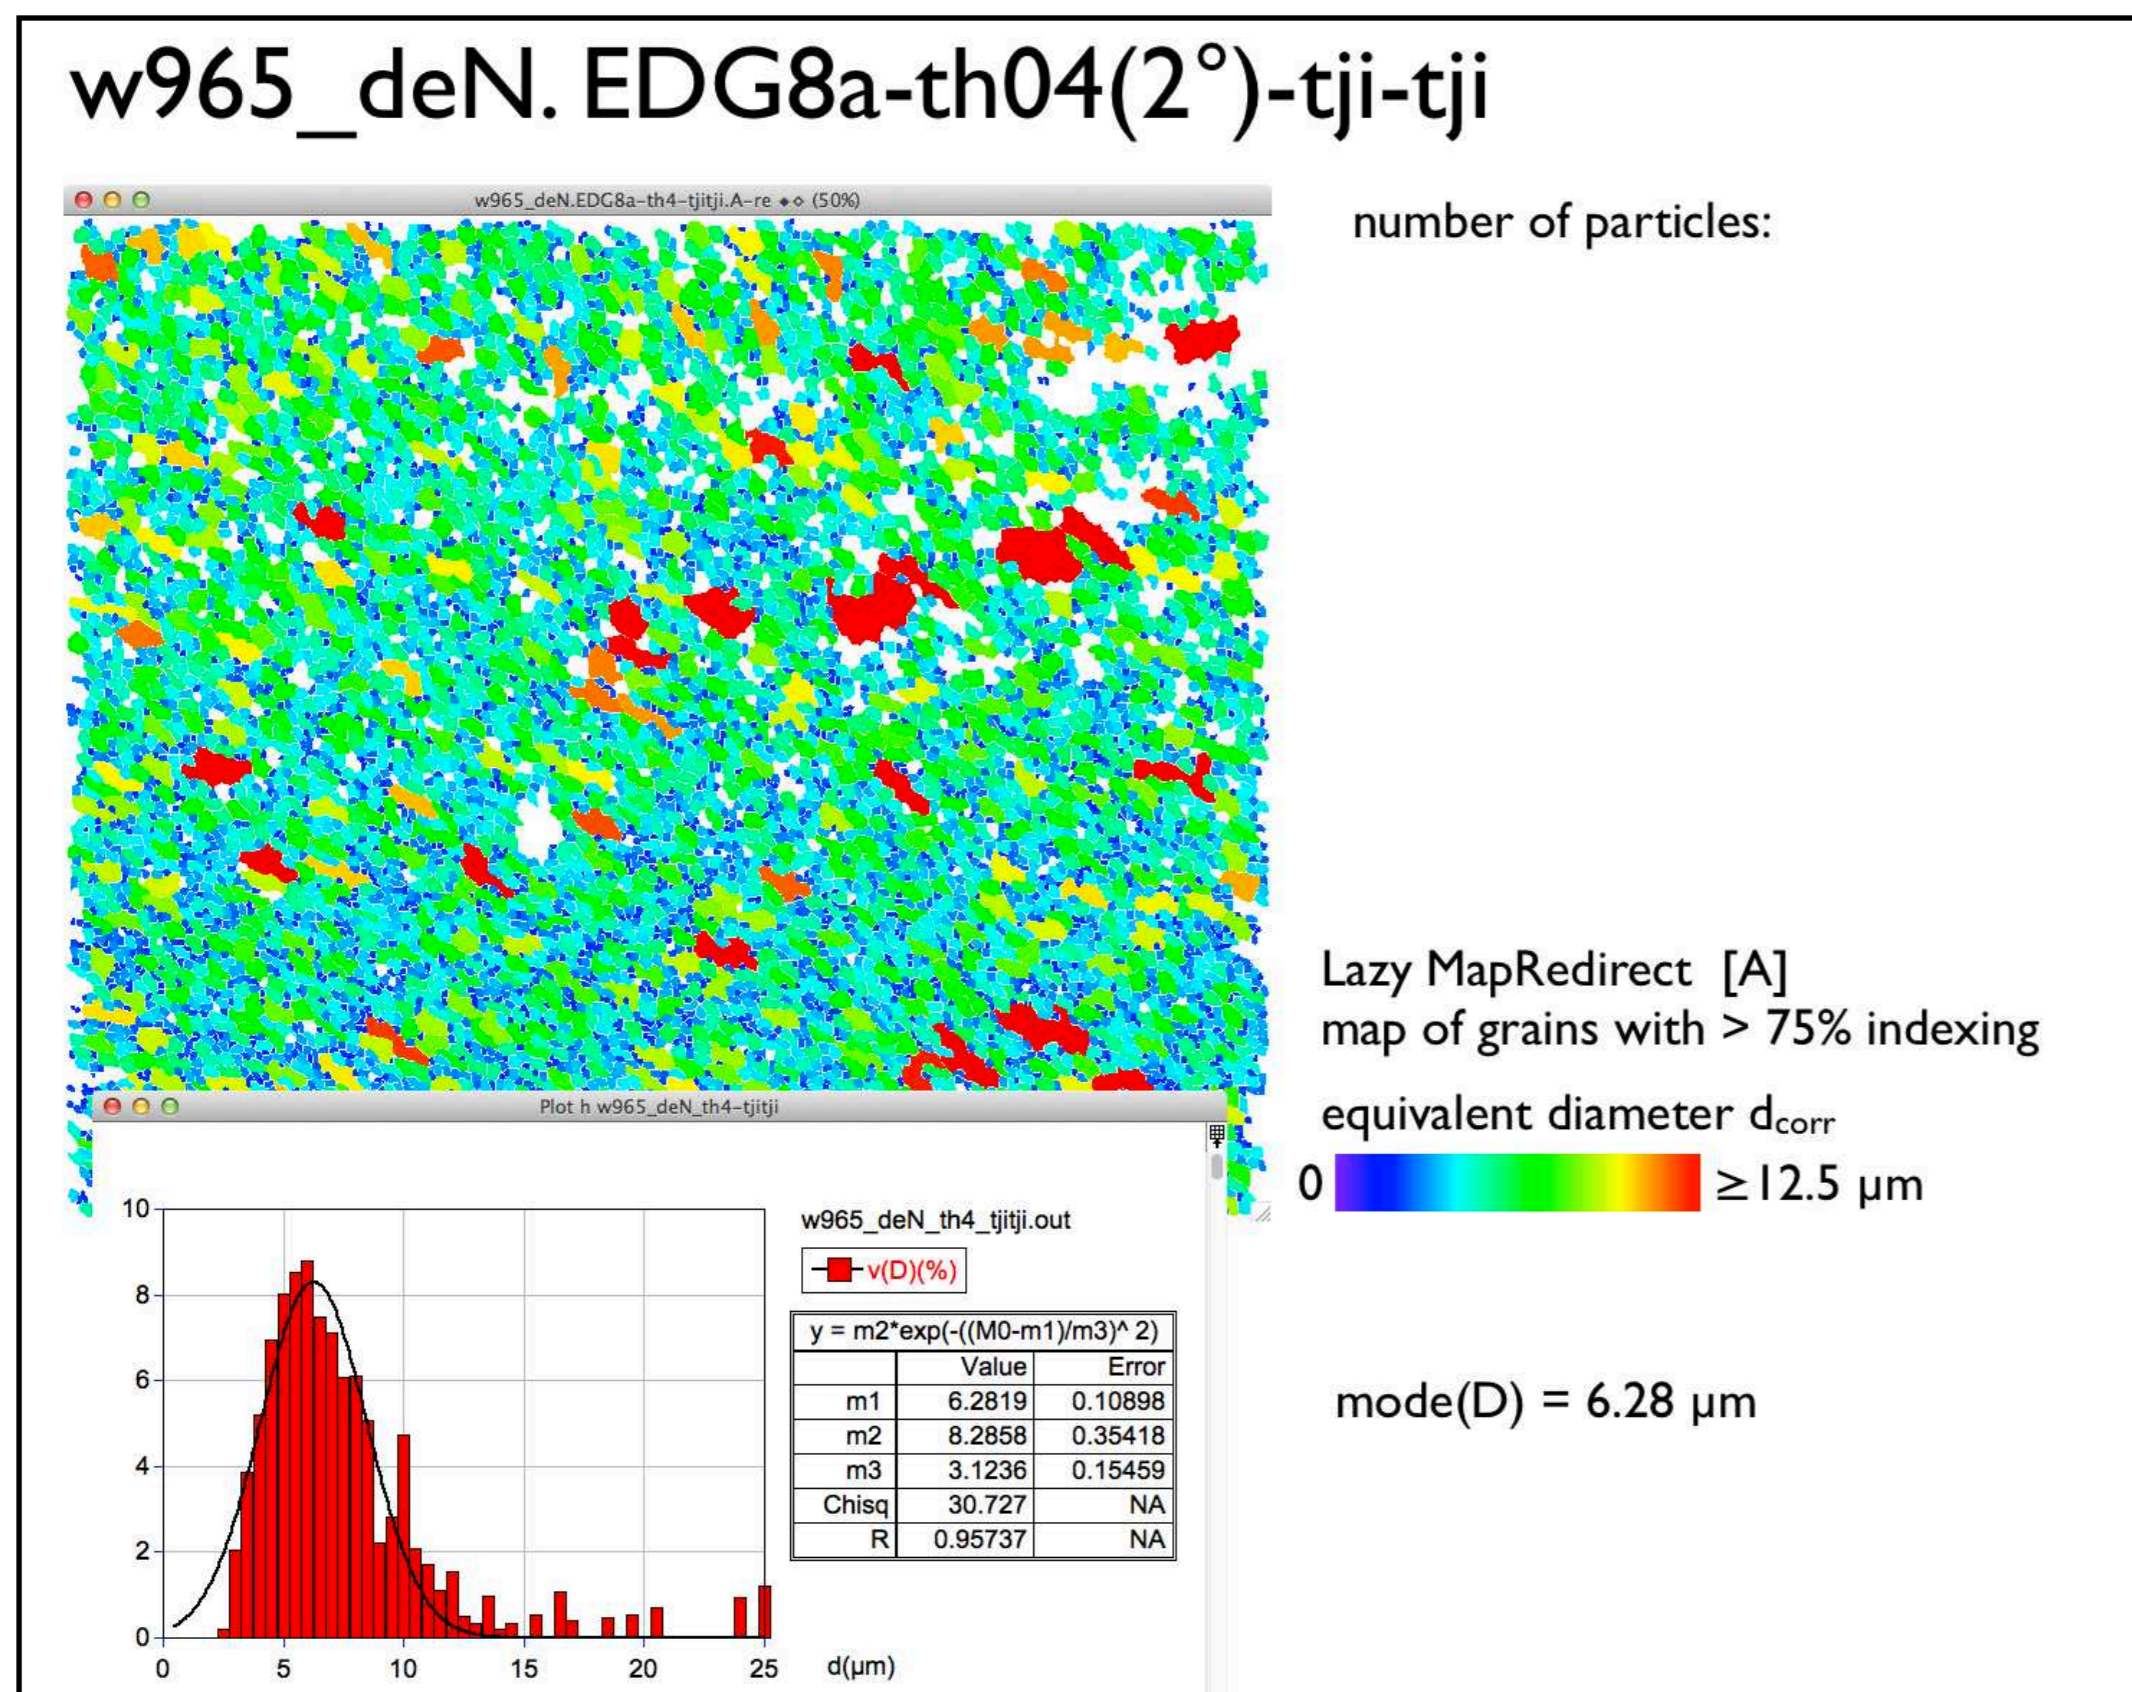 w965_deN. EDG8a-th04(2°)-tji-tji
w965_deN.EDG8a-th4-tjitji.A-re ◆◇ (50%)
number of particles:
Lazy MapRedirect [A]
map of grains with > 75% indexing
equivalent diameter dcorr
0 ≥12.5 µm
Plot h w965_deN_th4-tjitji
w965_deN_th4_tjitji.out
v(D)(%)
y = m2*exp(-((M0-m1)/m3)^ 2)
Value Error
m1 6.2819 0.10898
m2 8.2858 0.35418
m3 3.1236 0.15459
Chisq 30.727 NA
R 0.95737 NA
mode(D) = 6.28 µm
10
8
6
4
2
0
0 5 10 15 20 25 d(µm)